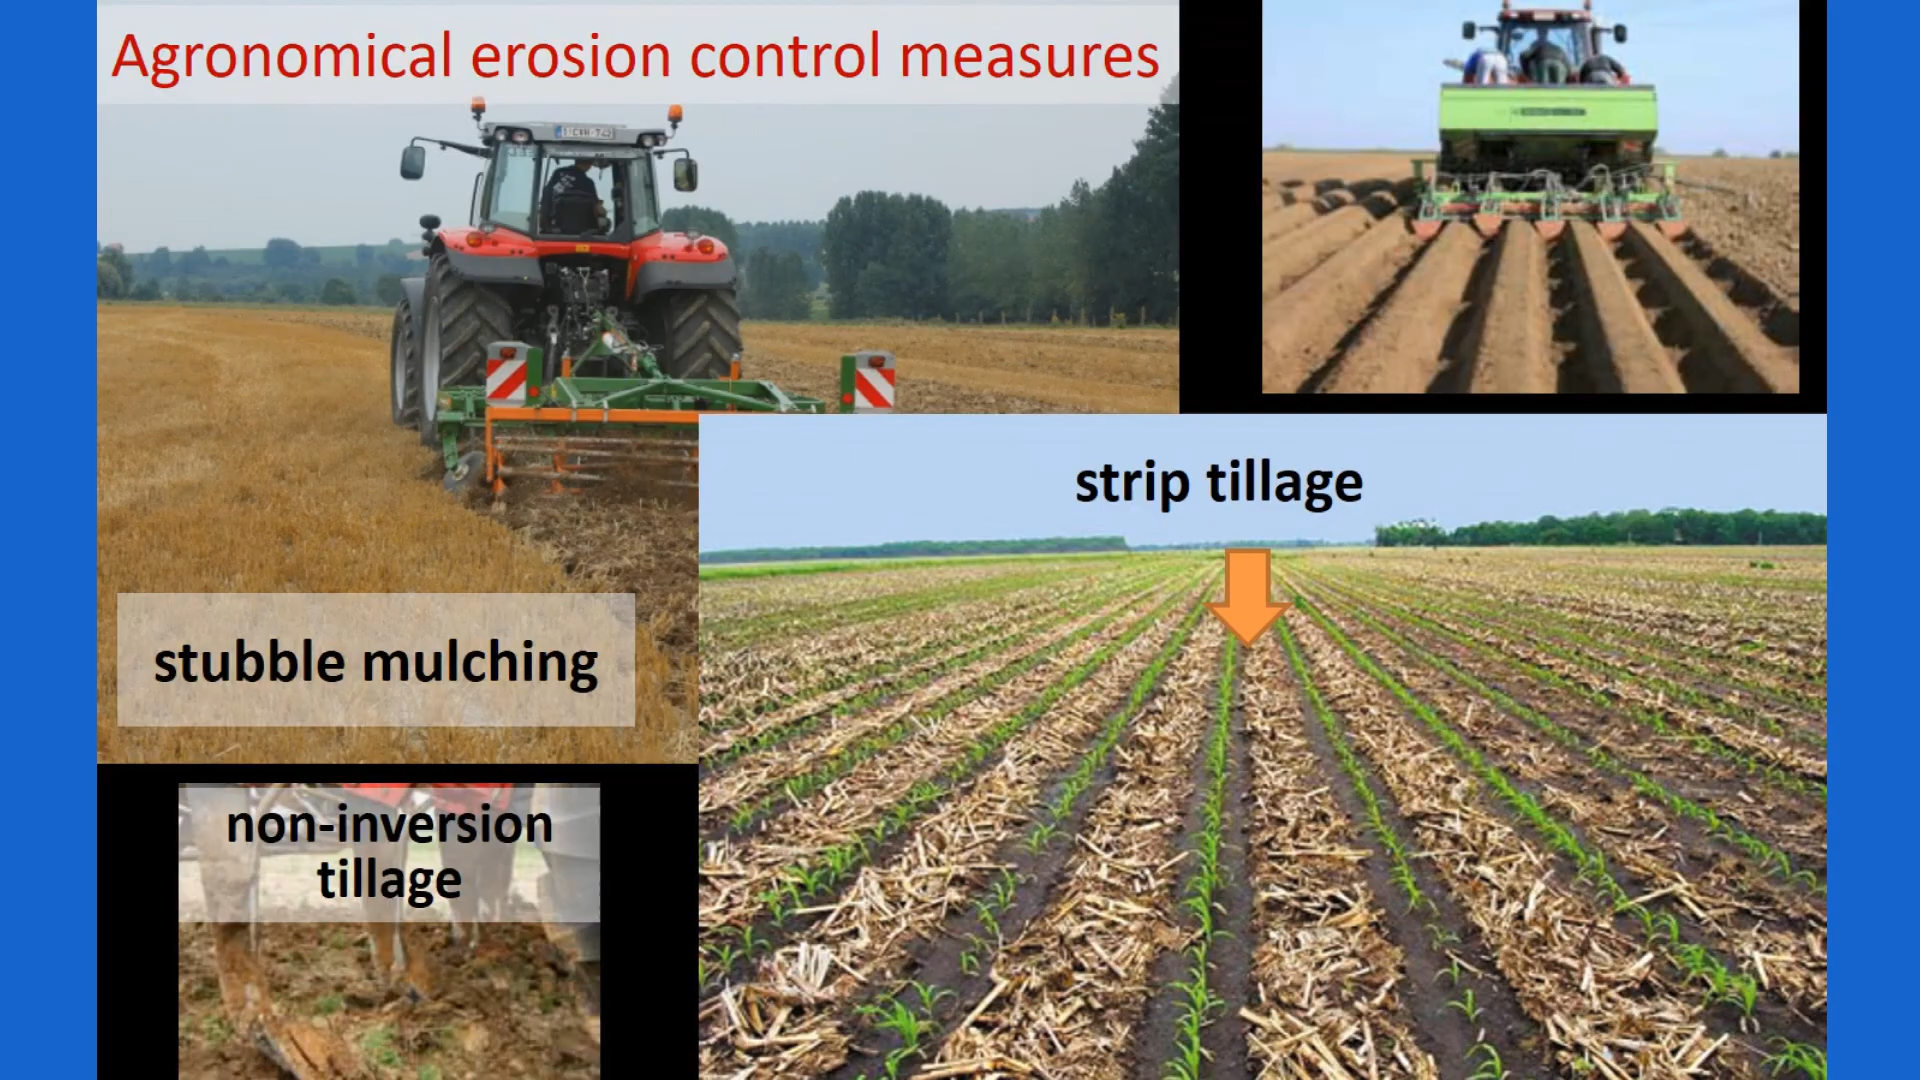 Agronomical erosion control measures
strip tillage
stubble mulching
non-inversion
tillage